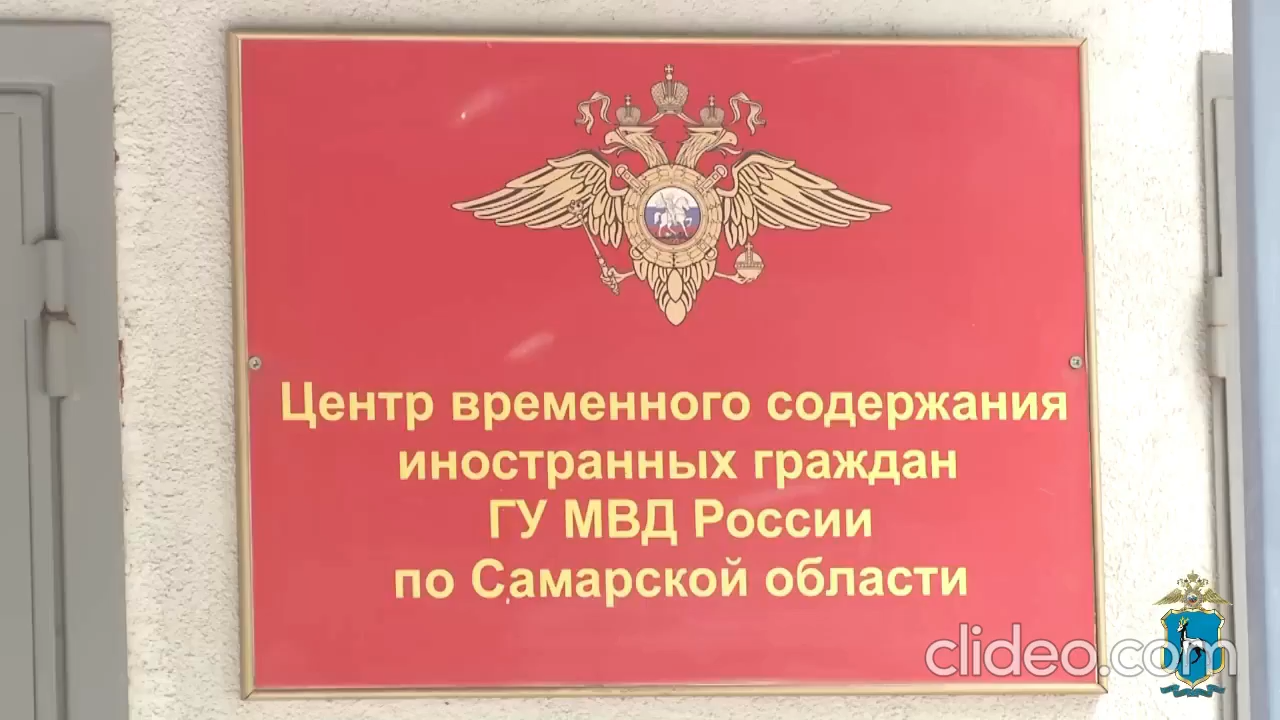 Центр временного содержания
иностранных граждан
ГУ МВД России
по Самарской области
clideo.com